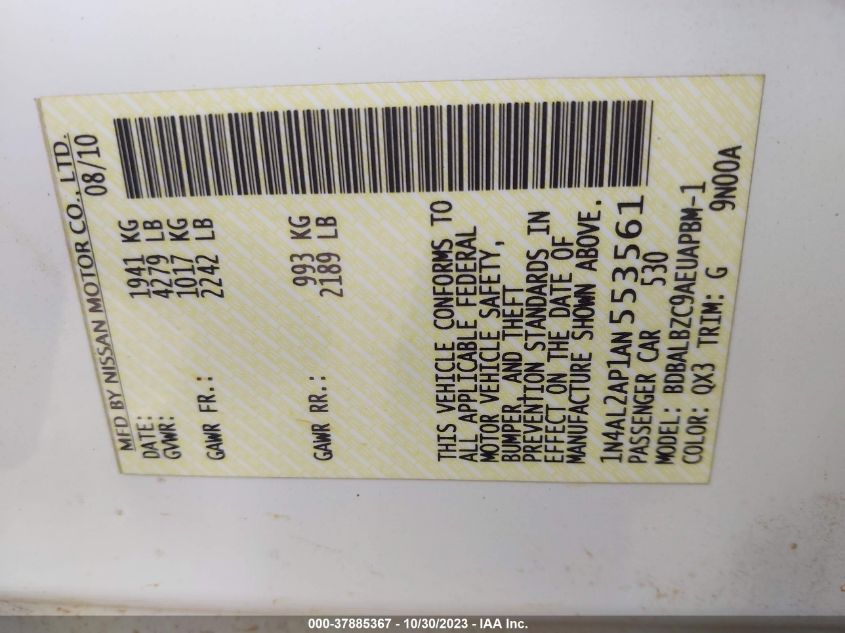 MFD BY NISSAN MOTOR CO., LTD.
DATE: 08/10
GVWR: 1941 KG
4279 LB
GAWR FR.: 1017 KG
2242 LB
GAWR RR.: 993 KG
2189 LB
THIS VEHICLE CONFORMS TO
ALL APPLICABLE FEDERAL
MOTOR VEHICLE SAFETY,
BUMPER, AND THEFT
PREVENTION STANDARDS IN
EFFECT ON THE DATE OF
MANUFACTURE SHOWN ABOVE.
1N4AL2AP1AN553561
PASSENGER CAR 530
MODEL: BDBALBZC9AEUAPBM-1
COLOR: QX3 TRIM: G 9N00A
000-37885367 - 10/30/2023 - IAA Inc.